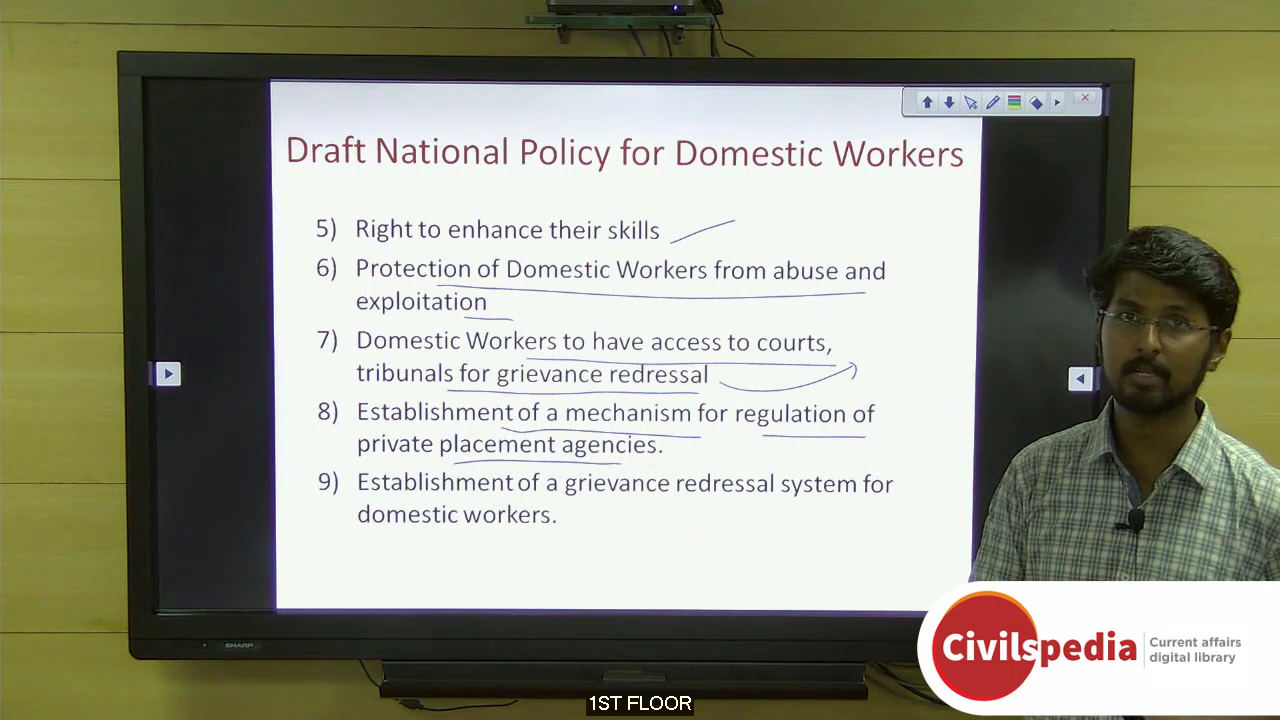 Draft National Policy for Domestic Workers
5) Right to enhance their skills
6) Protection of Domestic Workers from abuse and
exploitation
7) Domestic Workers to have access to courts,
tribunals for grievance redressal
8) Establishment of a mechanism for regulation of
private placement agencies.
9) Establishment of a grievance redressal system for
domestic workers.
SHARP
Civilspedia
Current affairs
digital library
1ST FLOOR